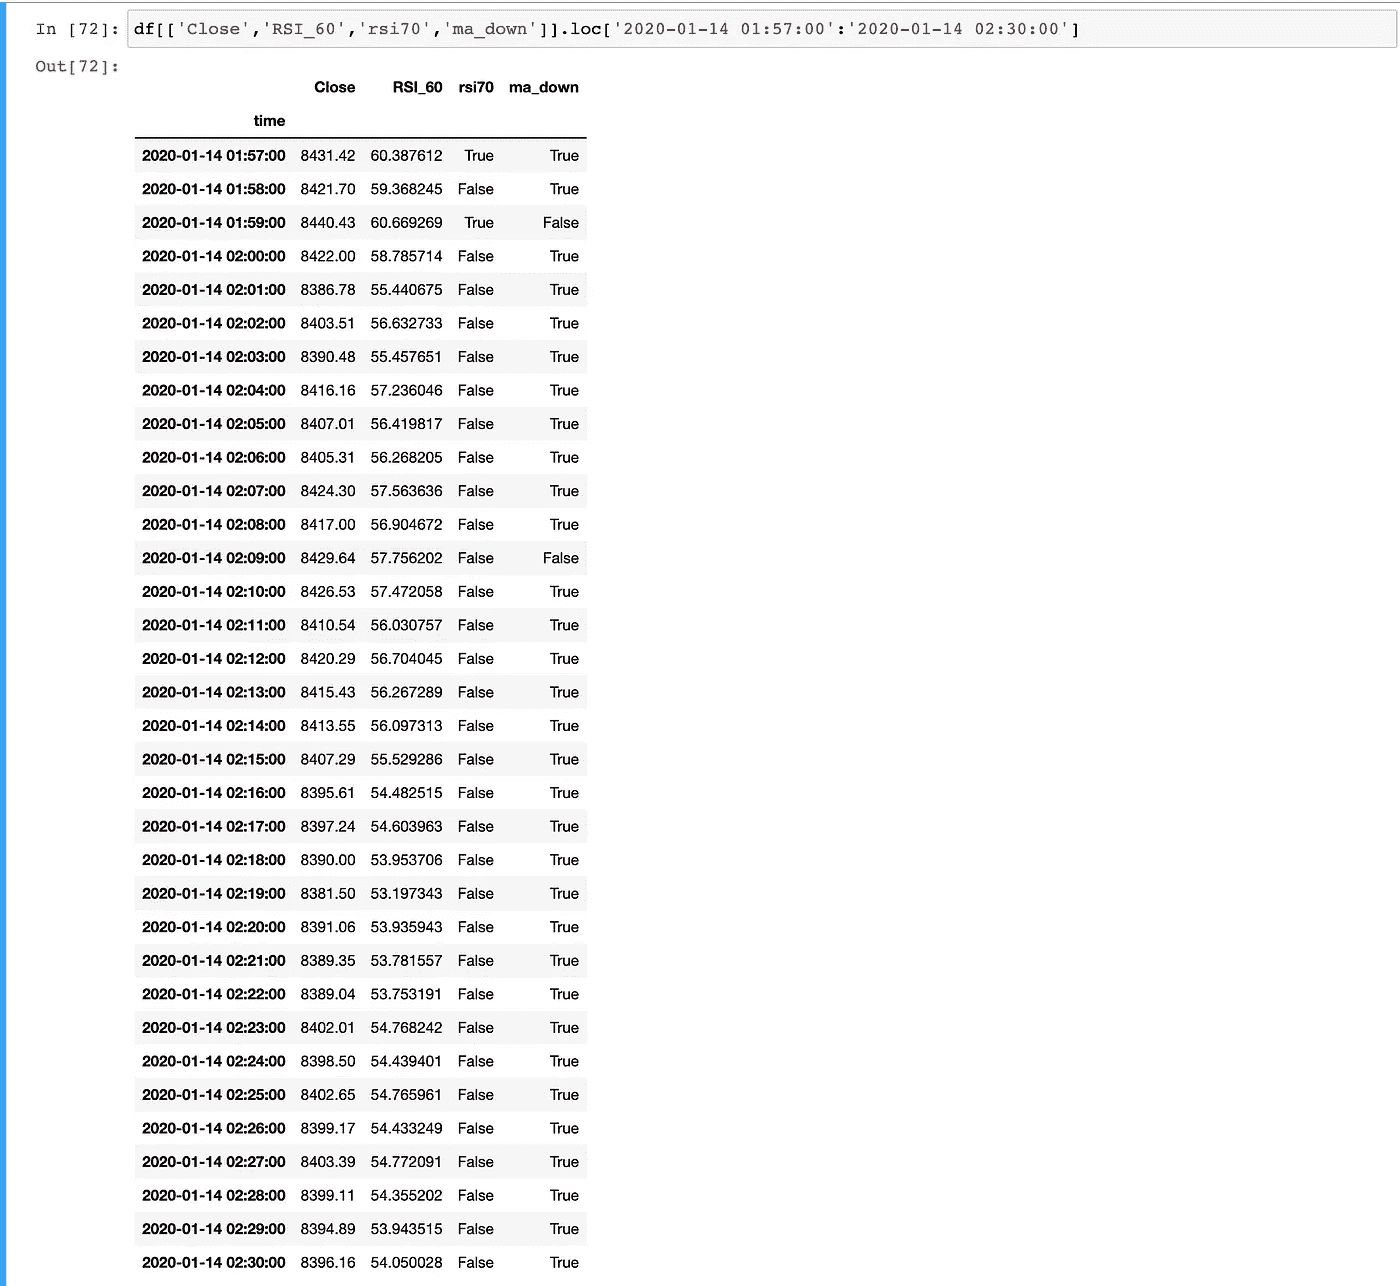 In [72]: df[['Close','RSI_60','rsi70','ma_down']].loc['2020-01-14 01:57:00':'2020-01-14 02:30:00']
Out[72]:
Close RSI_60 rsi70 ma_down
time
2020-01-14 01:57:00 8431.42 60.387612 True True
2020-01-14 01:58:00 8421.70 59.368245 False True
2020-01-14 01:59:00 8440.43 60.669269 True False
2020-01-14 02:00:00 8422.00 58.785714 False True
2020-01-14 02:01:00 8386.78 55.440675 False True
2020-01-14 02:02:00 8403.51 56.632733 False True
2020-01-14 02:03:00 8390.48 55.457651 False True
2020-01-14 02:04:00 8416.16 57.236046 False True
2020-01-14 02:05:00 8407.01 56.419817 False True
2020-01-14 02:06:00 8405.31 56.268205 False True
2020-01-14 02:07:00 8424.30 57.563636 False True
2020-01-14 02:08:00 8417.00 56.904672 False True
2020-01-14 02:09:00 8429.64 57.756202 False False
2020-01-14 02:10:00 8426.53 57.472058 False True
2020-01-14 02:11:00 8410.54 56.030757 False True
2020-01-14 02:12:00 8420.29 56.704045 False True
2020-01-14 02:13:00 8415.43 56.267289 False True
2020-01-14 02:14:00 8413.55 56.097313 False True
2020-01-14 02:15:00 8407.29 55.529286 False True
2020-01-14 02:16:00 8395.61 54.482515 False True
2020-01-14 02:17:00 8397.24 54.603963 False True
2020-01-14 02:18:00 8390.00 53.953706 False True
2020-01-14 02:19:00 8381.50 53.197343 False True
2020-01-14 02:20:00 8391.06 53.935943 False True
2020-01-14 02:21:00 8389.35 53.781557 False True
2020-01-14 02:22:00 8389.04 53.753191 False True
2020-01-14 02:23:00 8402.01 54.768242 False True
2020-01-14 02:24:00 8398.50 54.439401 False True
2020-01-14 02:25:00 8402.65 54.765961 False True
2020-01-14 02:26:00 8399.17 54.433249 False True
2020-01-14 02:27:00 8403.39 54.772091 False True
2020-01-14 02:28:00 8399.11 54.355202 False True
2020-01-14 02:29:00 8394.89 53.943515 False True
2020-01-14 02:30:00 8396.16 54.050028 False True